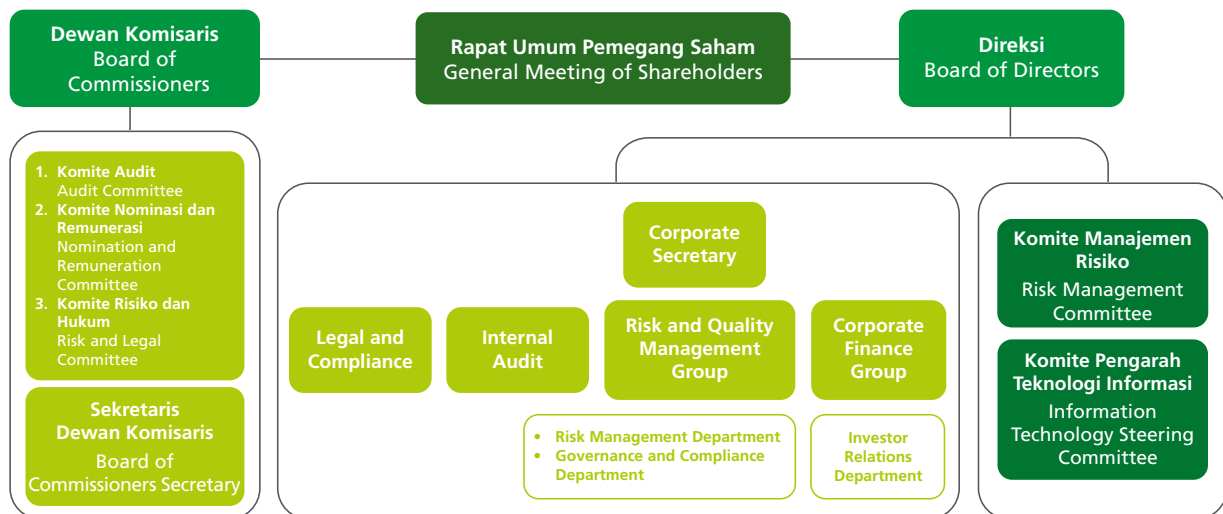 Dewan Komisaris
Board of
Commissioners
Rapat Umum Pemegang Saham
General Meeting of Shareholders
Direksi
Board of Directors
1. Komite Audit
Audit Committee
2. Komite Nominasi dan
Remunerasi
Nomination and
Remuneration
Committee
3. Komite Risiko dan
Hukum
Risk and Legal
Committee
Sekretaris
Dewan Komisaris
Board of
Commissioners Secretary
Corporate
Secretary
Legal and
Compliance
Internal
Audit
Risk and Quality
Management
Group
Corporate
Finance
Group
• Risk Management Department
• Governance and Compliance
Department
Investor
Relations
Department
Komite Manajemen
Risiko
Risk Management
Committee
Komite Pengarah
Teknologi Informasi
Information
Technology Steering
Committee